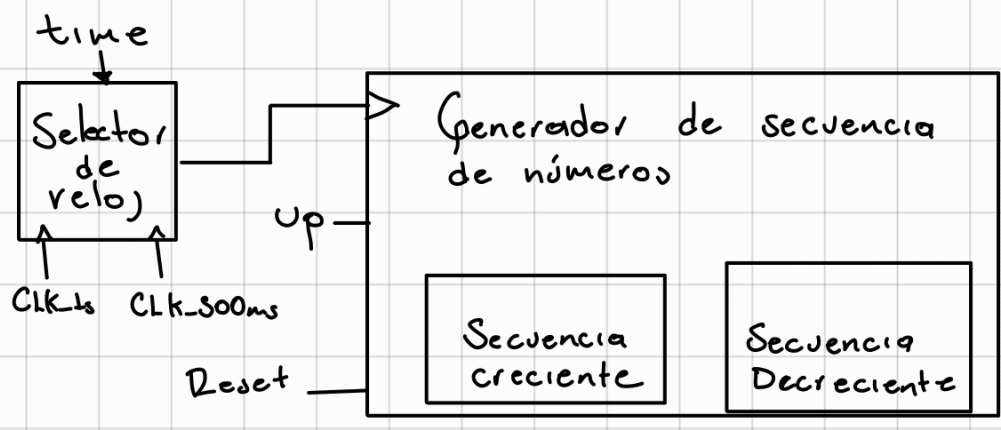 time
Selector
de
reloj
CLK_1s
CLK_500ms
Generador de secuencia
de números
Up
Reset
Secuencia
creciente
Secuencia
Decreciente